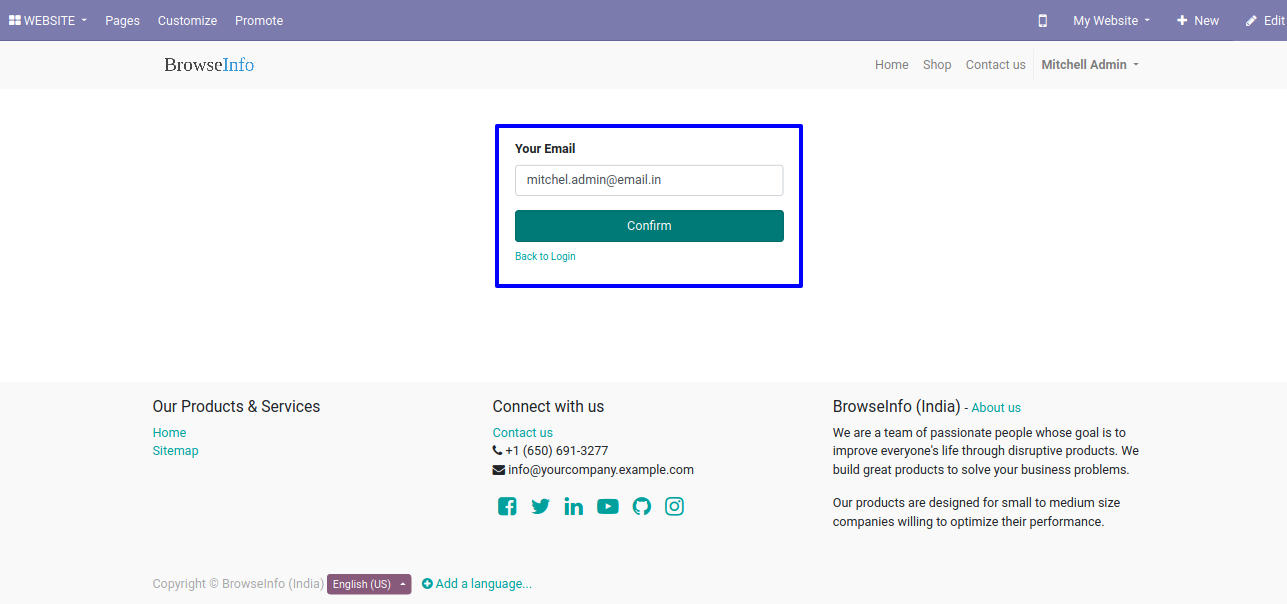 WEBSITE Pages Customize Promote My Website New Edit
BrowseInfo Home Shop Contact us Mitchell Admin
Your Email
mitchel.admin@email.in
Confirm
Back to Login
Our Products & Services
Home
Sitemap
Connect with us
Contact us
+1 (650) 691-3277
info@yourcompany.example.com
BrowseInfo (India) - About us
We are a team of passionate people whose goal is to
improve everyone's life through disruptive products. We
build great products to solve your business problems.
Our products are designed for small to medium size
companies willing to optimize their performance.
Copyright © BrowseInfo (India) English (US) Add a language...